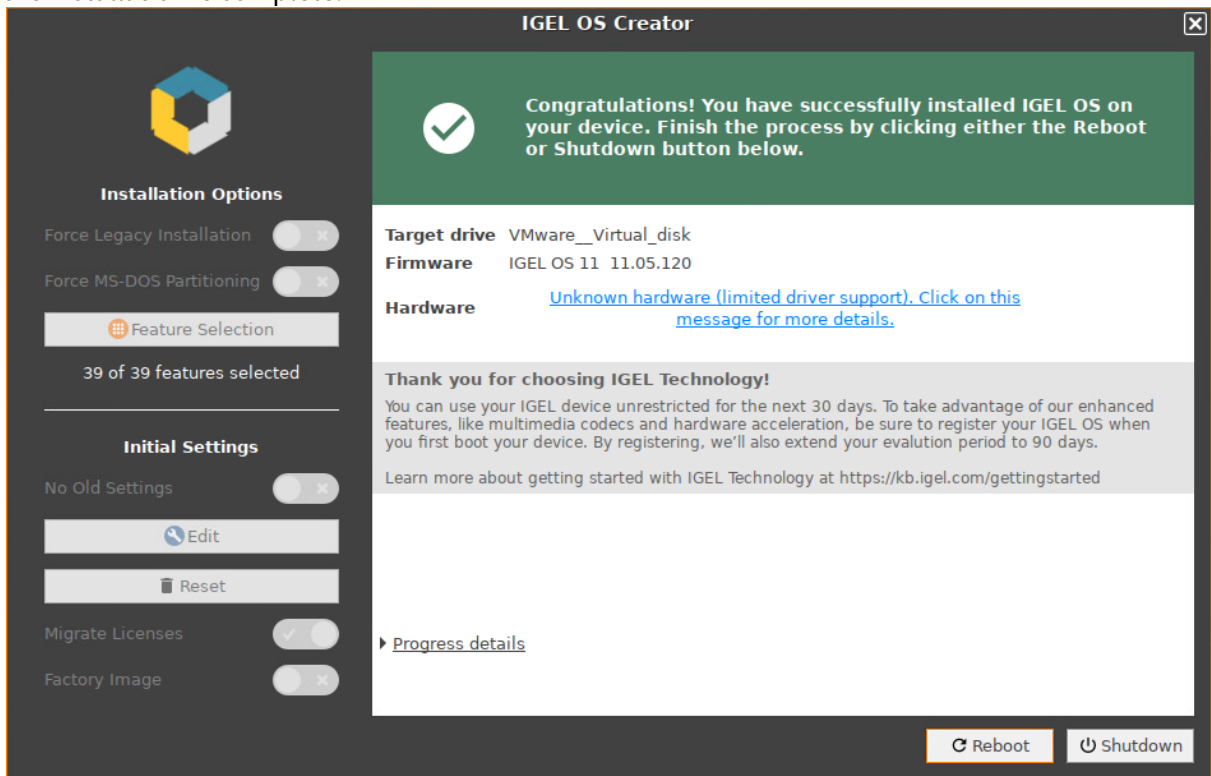 IGEL OS Creator
Installation Options
Force Legacy Installation
Force MS-DOS Partitioning
Feature Selection
39 of 39 features selected
Initial Settings
No Old Settings
Edit
Reset
Migrate Licenses
Factory Image
Congratulations! You have successfully installed IGEL OS on
your device. Finish the process by clicking either the Reboot
or Shutdown button below.
Target drive VMware__Virtual_disk
Firmware IGEL OS 11 11.05.120
Hardware Unknown hardware (limited driver support). Click on this
message for more details.
Thank you for choosing IGEL Technology!
You can use your IGEL device unrestricted for the next 30 days. To take advantage of our enhanced
features, like multimedia codecs and hardware acceleration, be sure to register your IGEL OS when
you first boot your device. By registering, we'll also extend your evalution period to 90 days.
Learn more about getting started with IGEL Technology at https://kb.igel.com/gettingstarted
Progress details
Reboot
Shutdown